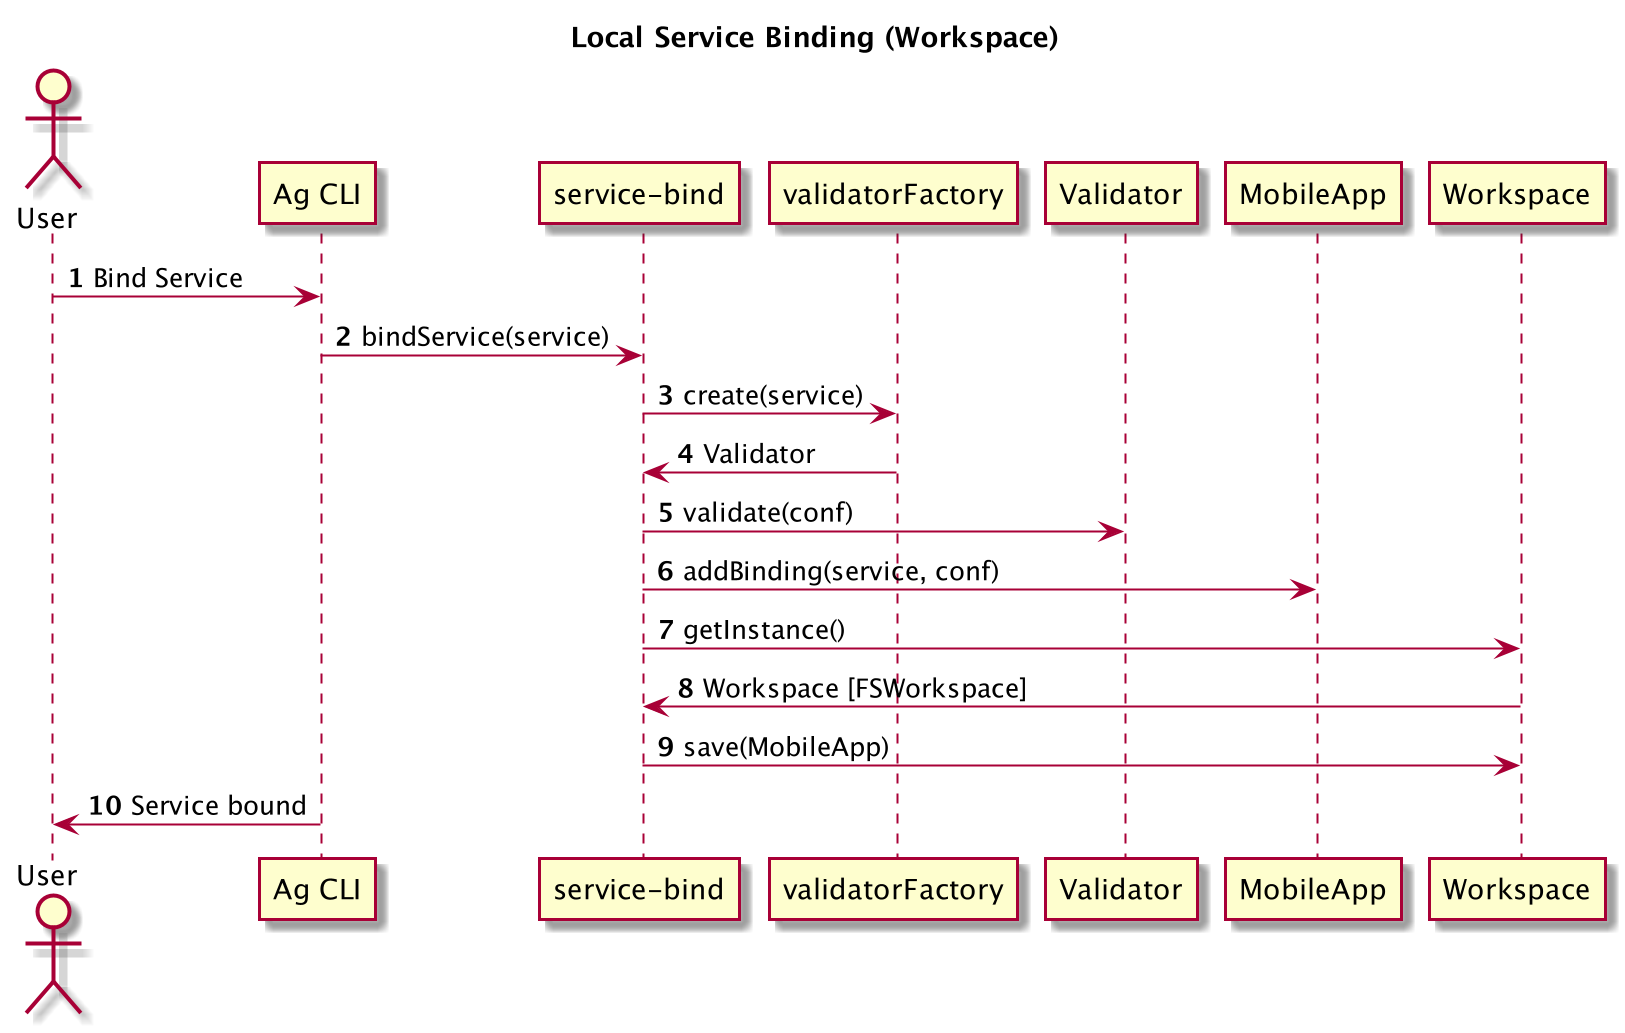 Local Service Binding (Workspace)
User
Ag CLI
service-bind
validatorFactory
Validator
MobileApp
Workspace
1 Bind Service
2 bindService(service)
3 create(service)
4 Validator
5 validate(conf)
6 addBinding(service, conf)
7 getInstance()
8 Workspace [FSWorkspace]
9 save(MobileApp)
10 Service bound
User
Ag CLI
service-bind
validatorFactory
Validator
MobileApp
Workspace